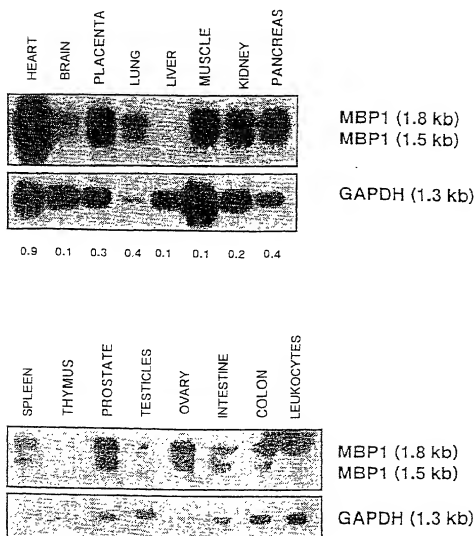 HEART BRAIN PLACENTA LUNG LIVER MUSCLE KIDNEY PANCREAS
MBP1 (1.8 kb)
MBP1 (1.5 kb)
GAPDH (1.3 kb)
0.9 0.1 0.3 0.4 0.1 0.1 0.2 0.4
SPLEEN THYMUS PROSTATE TESTICLES OVARY INTESTINE COLON LEUKOCYTES
MBP1 (1.8 kb)
MBP1 (1.5 kb)
GAPDH (1.3 kb)